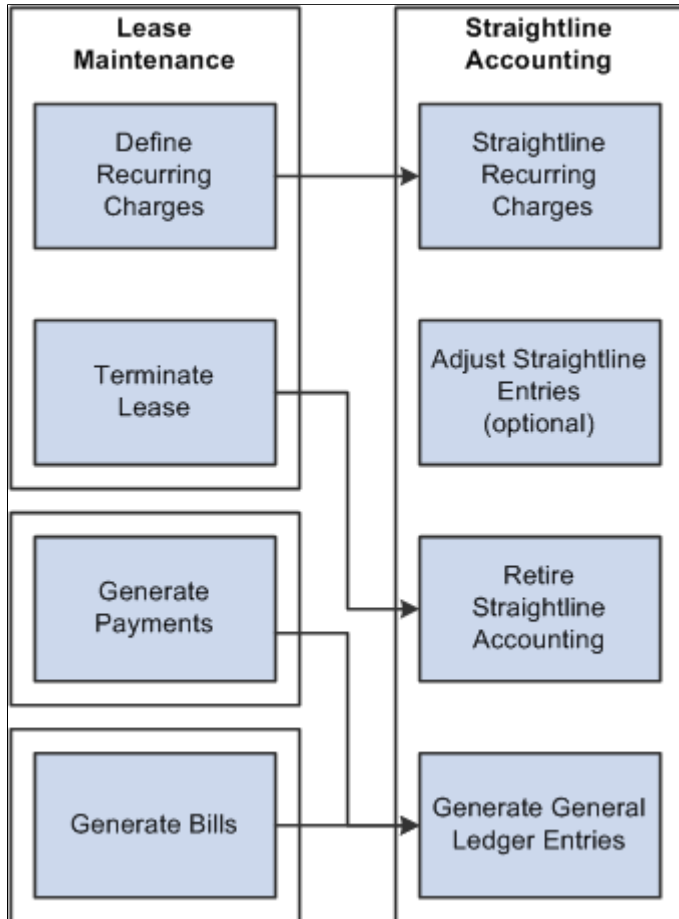 Lease
Maintenance
Define
Recurring
Charges
Terminate
Lease
Generate
Payments
Generate Bills
Straightline
Accounting
Straightline
Recurring
Charges
Adjust Straightline
Entries
(optional)
Retire
Straightline
Accounting
Generate General
Ledger Entries